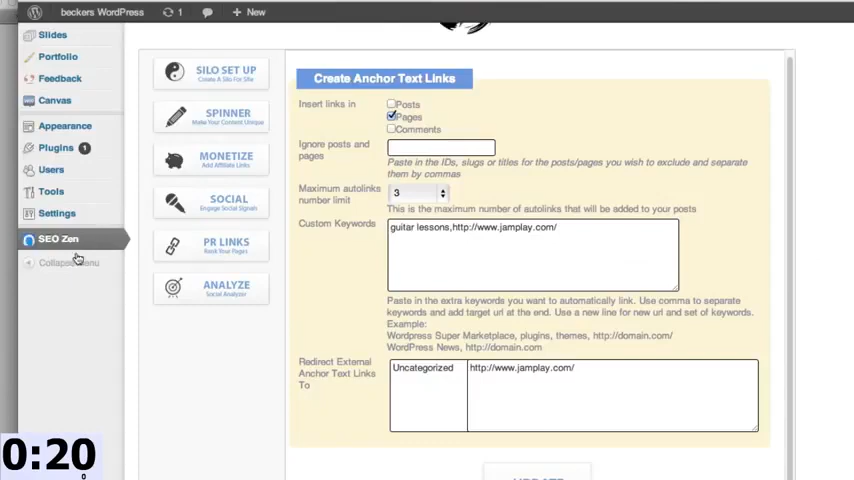 beckers WordPress 1 + New
Slides
Portfolio
Feedback
Canvas
Appearance
Plugins 1
Users
Tools
Settings
SEO Zen
Collapse menu
SILO SET UP
Create A Silo For Site
SPINNER
Make Your Content Unique
MONETIZE
Add Affiliate Links
SOCIAL
Engage Social Signals
PR LINKS
Rank Your Pages
ANALYZE
Social Analyzer
Create Anchor Text Links
Insert links in
Posts
Pages
Comments
Ignore posts and
pages
Paste in the IDs, slugs or titles for the posts/pages you wish to exclude and separate
them by commas
Maximum autolinks
number limit
3
This is the maximum number of autolinks that will be added to your posts
Custom Keywords
guitar lessons,http://www.jamplay.com/
Paste in the extra keywords you want to automatically link. Use comma to separate
keywords and add target url at the end. Use a new line for new url and set of keywords.
Example:
Wordpress Super Marketplace, plugins, themes, http://domain.com/
WordPress News, http://domain.com
Redirect External
Anchor Text Links
To
Uncategorized
http://www.jamplay.com/
0:20
0